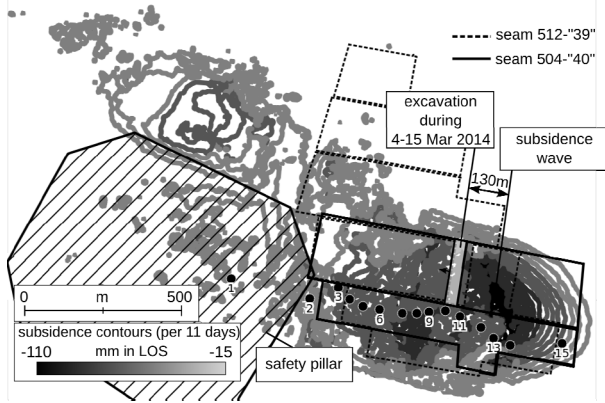 seam 512-"39"
seam 504-"40"
excavation
during
4-15 Mar 2014
subsidence
wave
130m
1
2
3
6
9
11
13
15
0 m 500
subsidence contours (per 11 days)
-110 mm in LOS -15
safety pillar